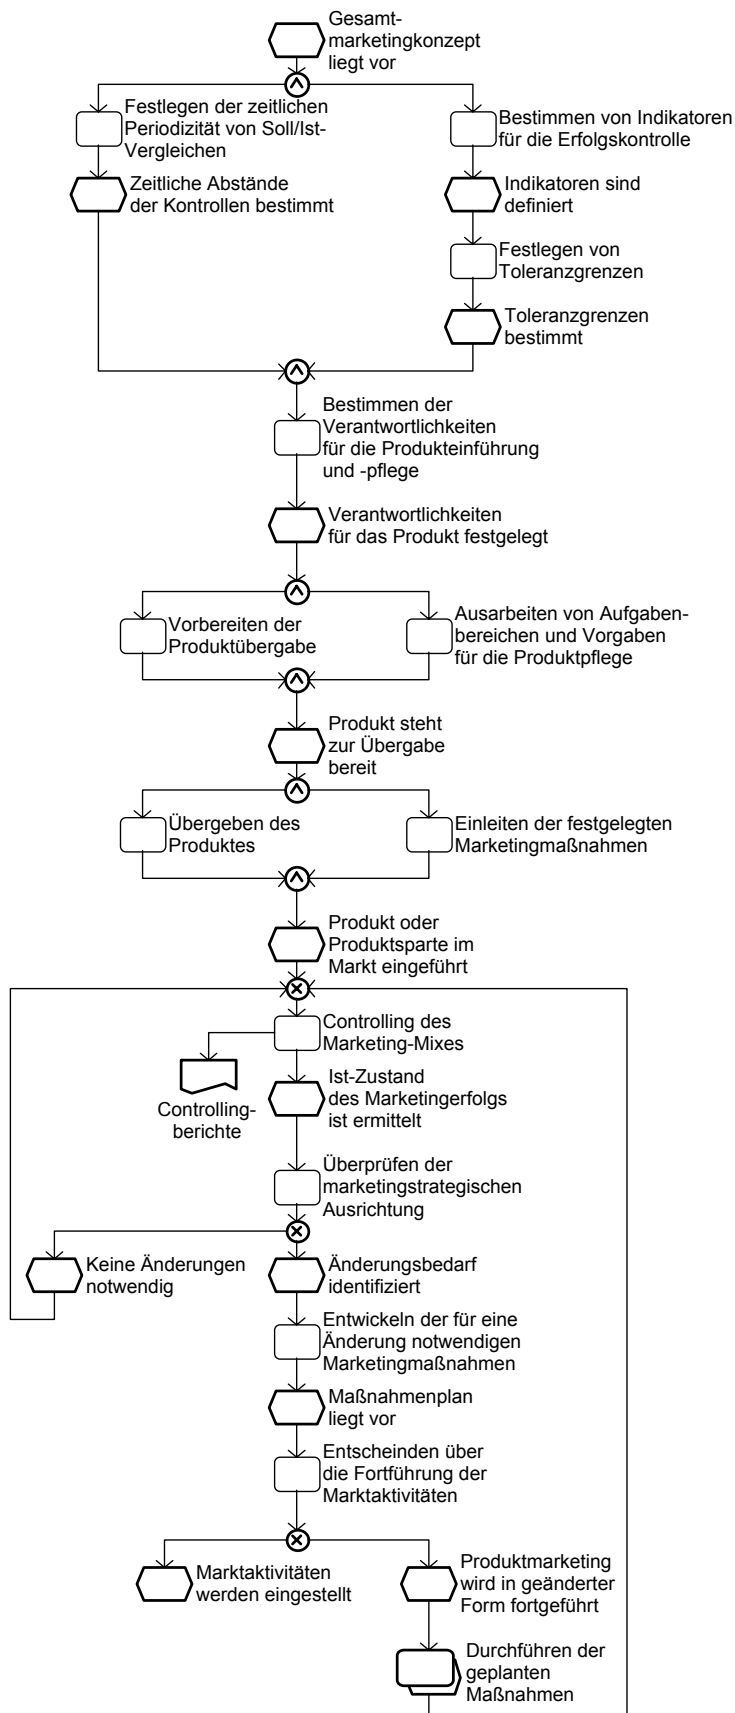 Gesamt-
marketingkonzept
liegt vor
Festlegen der zeitlichen
Periodizität von Soll/Ist-
Vergleichen
Bestimmen von Indikatoren
für die Erfolgskontrolle
Zeitliche Abstände
der Kontrollen bestimmt
Indikatoren sind
definiert
Festlegen von
Toleranzgrenzen
Toleranzgrenzen
bestimmt
Bestimmen der
Verantwortlichkeiten
für die Produkteinführung
und -pflege
Verantwortlichkeiten
für das Produkt festgelegt
Vorbereiten der
Produktübergabe
Ausarbeiten von Aufgaben-
bereichen und Vorgaben
für die Produktpflege
Produkt steht
zur Übergabe
bereit
Übergeben des
Produktes
Einleiten der festgelegten
Marketingmaßnahmen
Produkt oder
Produktsparte im
Markt eingeführt
Controlling des
Marketing-Mixes
Controlling-
berichte
Ist-Zustand
des Marketingerfolgs
ist ermittelt
Überprüfen der
marketingstrategischen
Ausrichtung
Keine Änderungen
notwendig
Änderungsbedarf
identifiziert
Entwickeln der für eine
Änderung notwendigen
Marketingmaßnahmen
Maßnahmenplan
liegt vor
Entscheinden über
die Fortführung der
Marktaktivitäten
Marktaktivitäten
werden eingestellt
Produktmarketing
wird in geänderter
Form fortgeführt
Durchführen der
geplanten
Maßnahmen